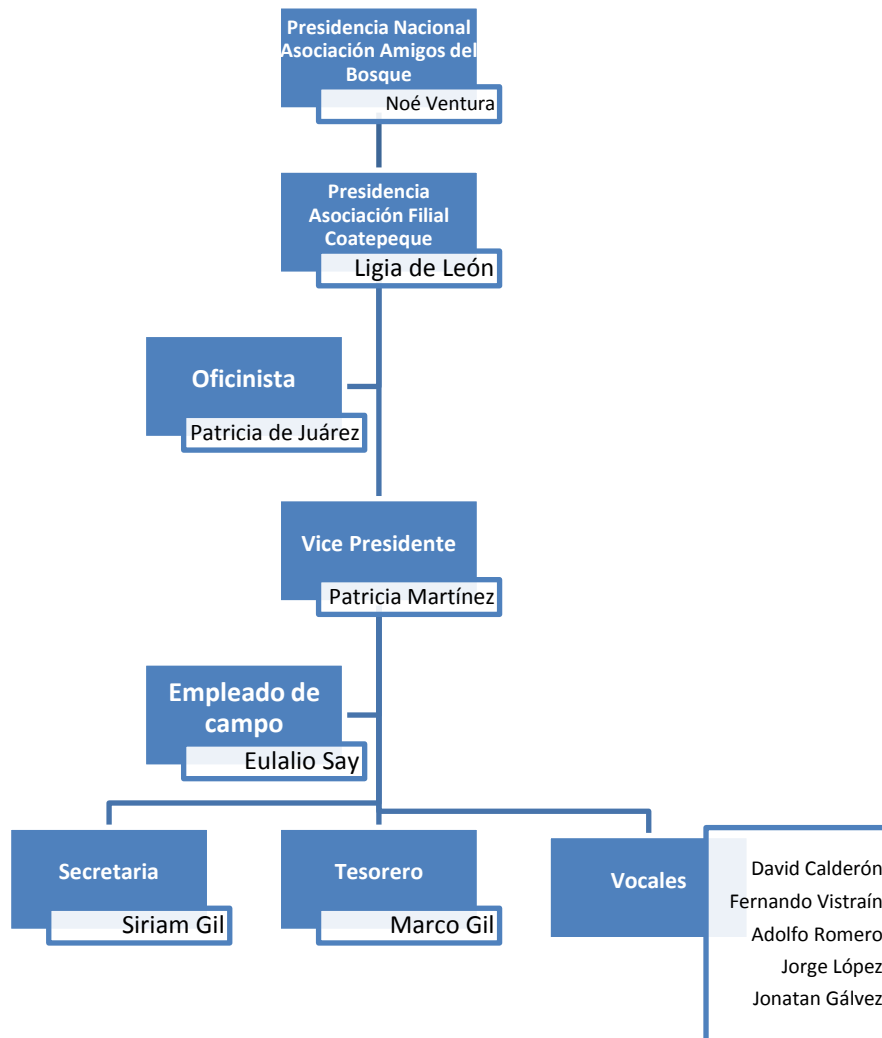 Presidencia Nacional
Asociación Amigos del
Bosque
Noé Ventura
Presidencia
Asociación Filial
Coatepeque
Ligia de León
Oficinista
Patricia de Juárez
Vice Presidente
Patricia Martínez
Empleado de
campo
Eulalio Say
Secretaria
Siriam Gil
Tesorero
Marco Gil
Vocales
David Calderón
Fernando Vistraín
Adolfo Romero
Jorge López
Jonatan Gálvez